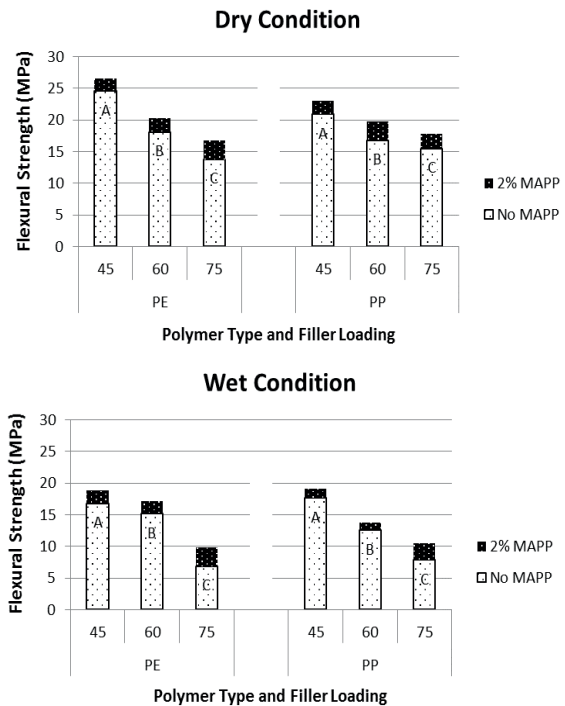 Dry Condition
Flexural Strength (MPa)
30
25
20
15
10
5
0
A
B
C
A
B
C
45 60 75 45 60 75
PE PP
Polymer Type and Filler Loading
2% MAPP
No MAPP
Wet Condition
Flexural Strength (MPa)
30
25
20
15
10
5
0
A
B
C
A
B
C
45 60 75 45 60 75
PE PP
Polymer Type and Filler Loading
2% MAPP
No MAPP